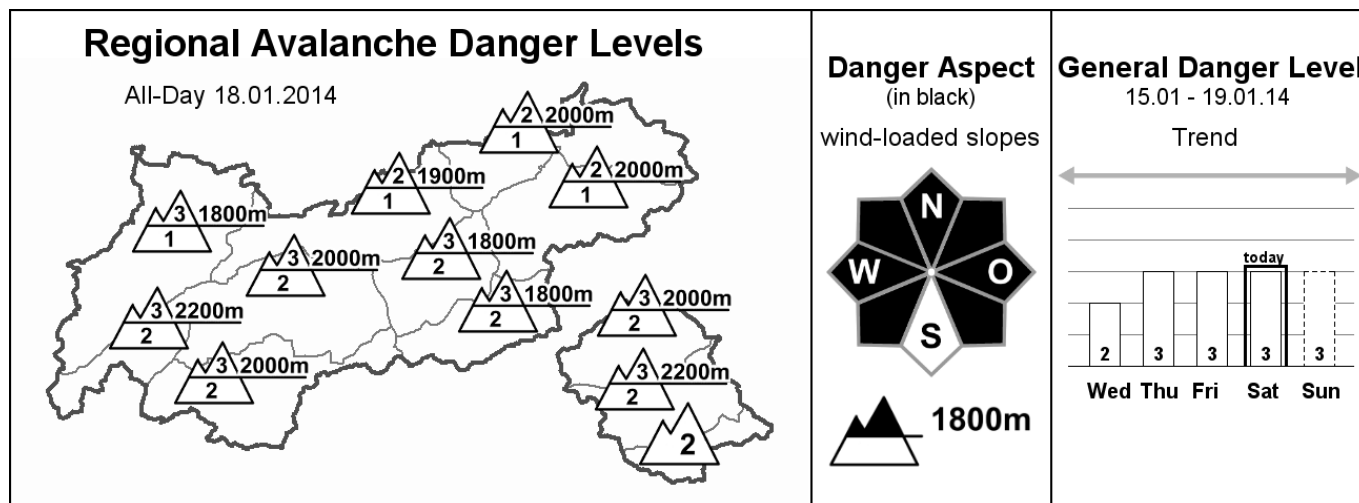 Regional Avalanche Danger Levels
All-Day 18.01.2014
2 2000m
1
2 2000m
1
2 1900m
1
3 1800m
1
3 1800m
2
3 2000m
2
3 1800m
2
3 2000m
2
3 2200m
2
3 2000m
2
3 2200m
2
2
Danger Aspect
(in black)
wind-loaded slopes
N
W O
S
1800m
General Danger Level
15.01 - 19.01.14
Trend
today
2 3 3 3 3
Wed Thu Fri Sat Sun